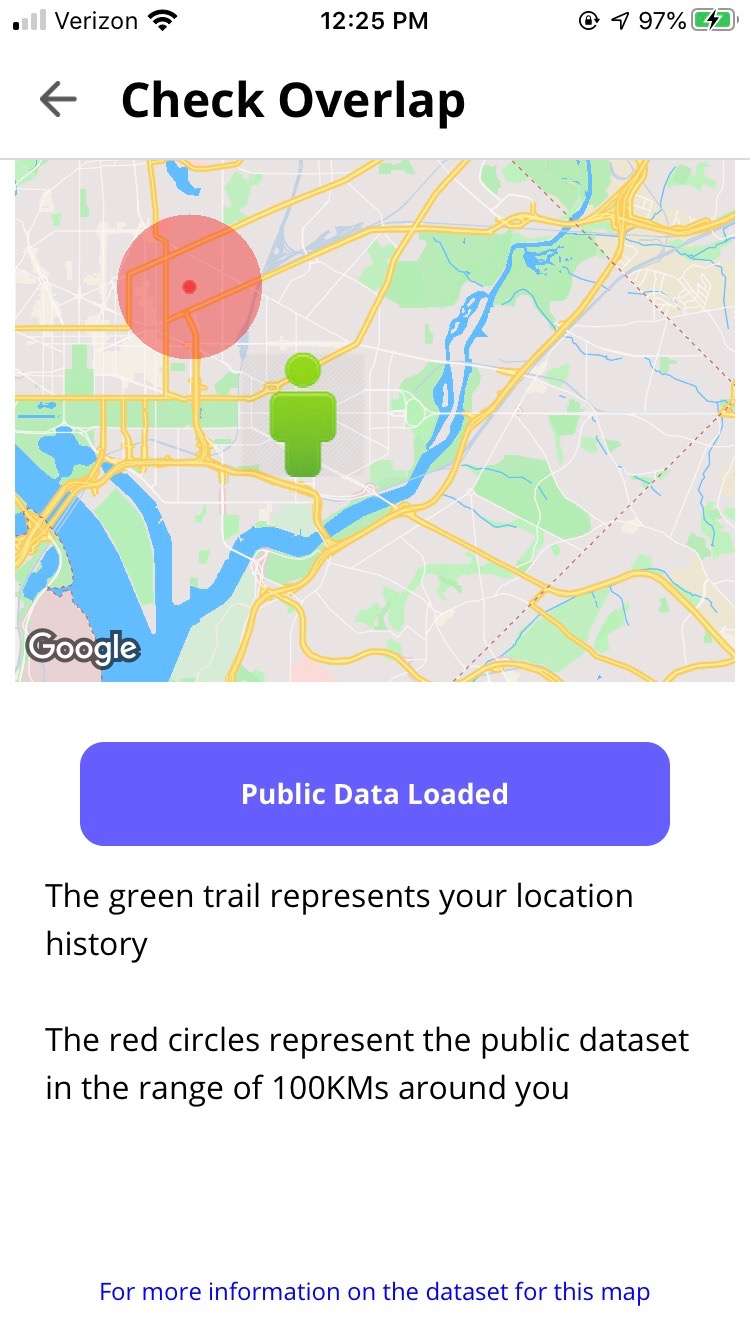 Verizon 12:25 PM 97%
Check Overlap
Google
Public Data Loaded
The green trail represents your location
history
The red circles represent the public dataset
in the range of 100KMs around you
For more information on the dataset for this map